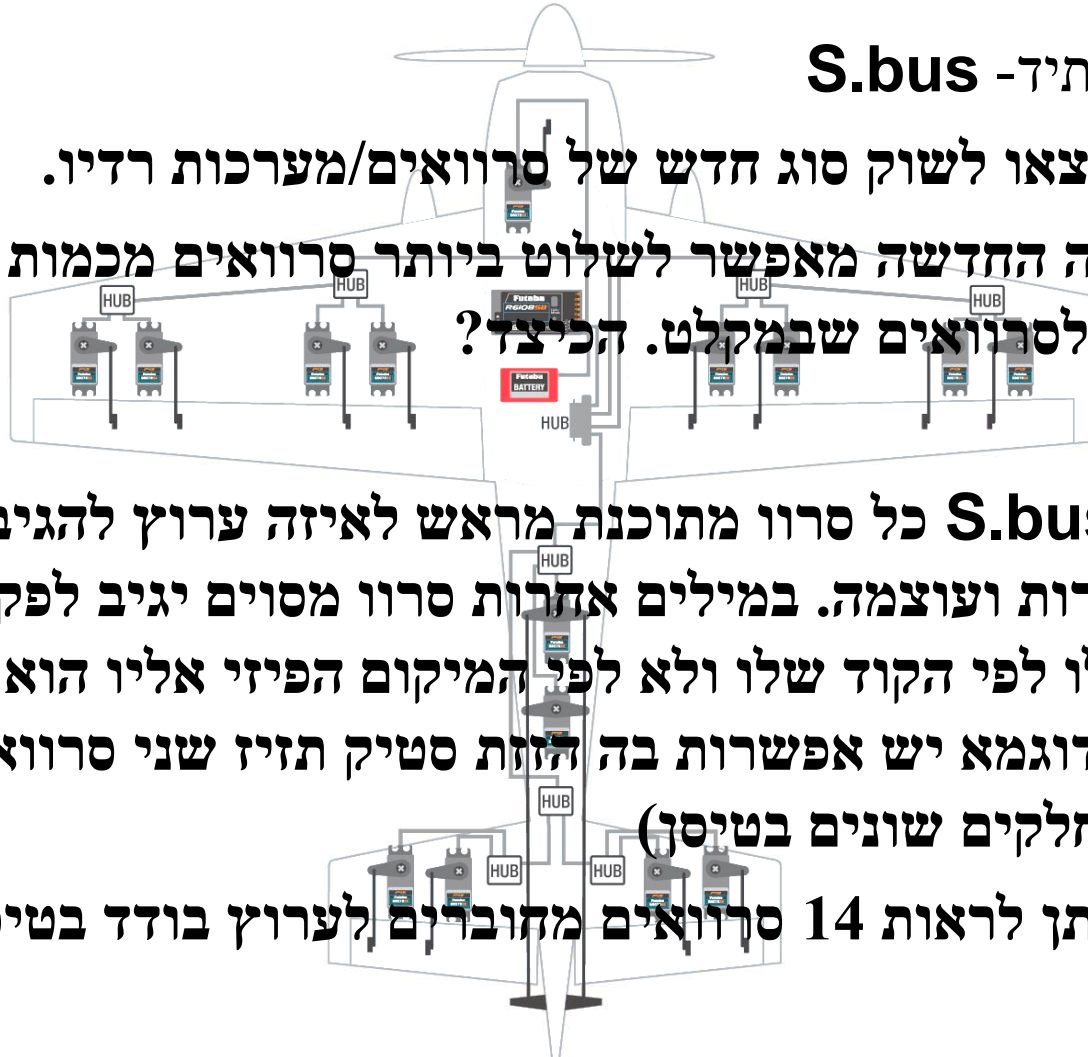 תיד- S.bus
צאו לשוק סוג חדש של סרוואים/מערכות רדיו.
ה החדשה מאפשר לשלוט ביותר סרוואים מכמות
לסרוואים שבמקלט. הכיצד?
S.bus כל סרוו מתוכנת מראש לאיזה ערוץ להגיב
רות ועוצמה. במילים אחרות סרוו מסוים יגיב לפק
ו לפי הקוד שלו ולא לפי המיקום הפיזי אליו הוא
דוגמא יש אפשרות בה הזזת סטיק תזיז שני סרווא
חלקים שונים בטיסן)
תן לראות 14 סרוואים מחוברים לערוץ בודד בטיס
HUB
HUB
HUB
HUB
Futaba
R6108SB
Futaba
BATTERY
HUB
HUB
HUB
HUB
HUB